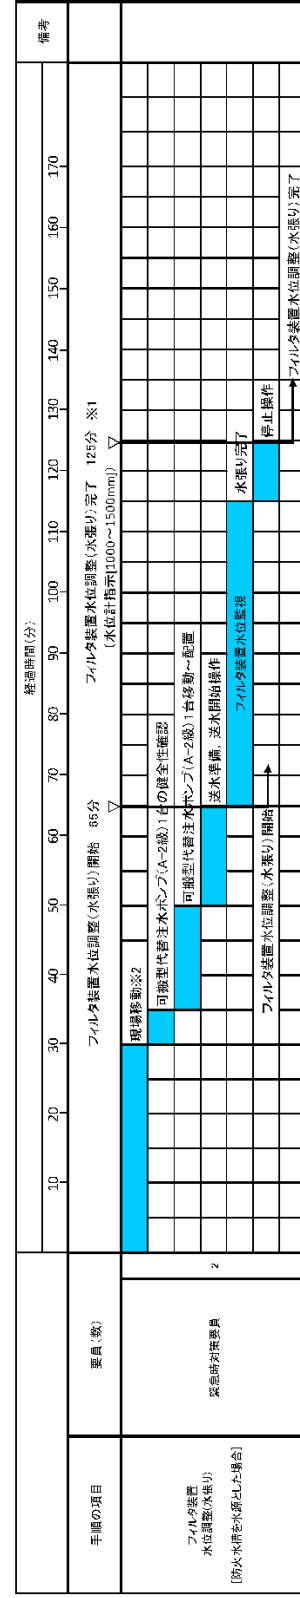 経過時間(分)
備考
10
20
30
40
50
60
70
80
90
100
110
120
130
140
150
160
170
手順の項目
要員(数)
フィルタ装置水位調整(水張り)開始 65分
フィルタ装置水位調整(水張り)完了 125分 ※1
(水位計指示[1000~1500mm])
▽
▽
フィルタ装置
水位調整(水張り)
[防火水槽を水源とした場合]
緊急時対策要員
2
現場移動※2
可搬型代替注水ポンプ(A-2級)1台の健全性確認
可搬型代替注水ポンプ(A-2級)1台移動~配置
送水準備,送水開始操作
フィルタ装置水位監視
水張り完了
停止操作
フィルタ装置水位調整(水張り)開始
フィルタ装置水位調整(水張り)完了